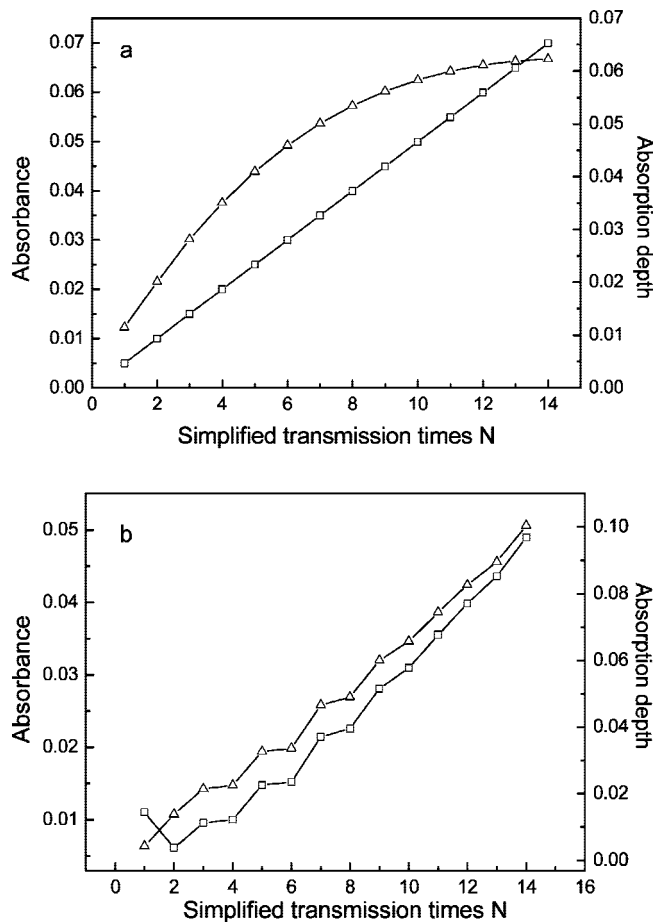 a
0.07
0.06
0.05
0.04
0.03
0.02
0.01
0.00
Absorbance
0.07
0.06
0.05
0.04
0.03
0.02
0.01
0.00
Absorption depth
0 2 4 6 8 10 12 14
Simplified transmission times N
b
0.05
0.04
0.03
0.02
0.01
Absorbance
0.10
0.08
0.06
0.04
0.02
0.00
Absorption depth
0 2 4 6 8 10 12 14 16
Simplified transmission times N